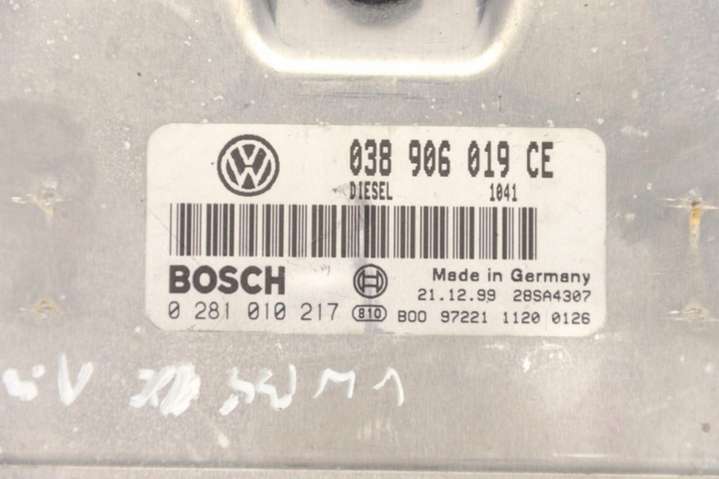 038 906 019 CE
DIESEL 1041
BOSCH Made in Germany
21.12.99 28SA4307
0 281 010 217 810 B00 97221 1120 0126